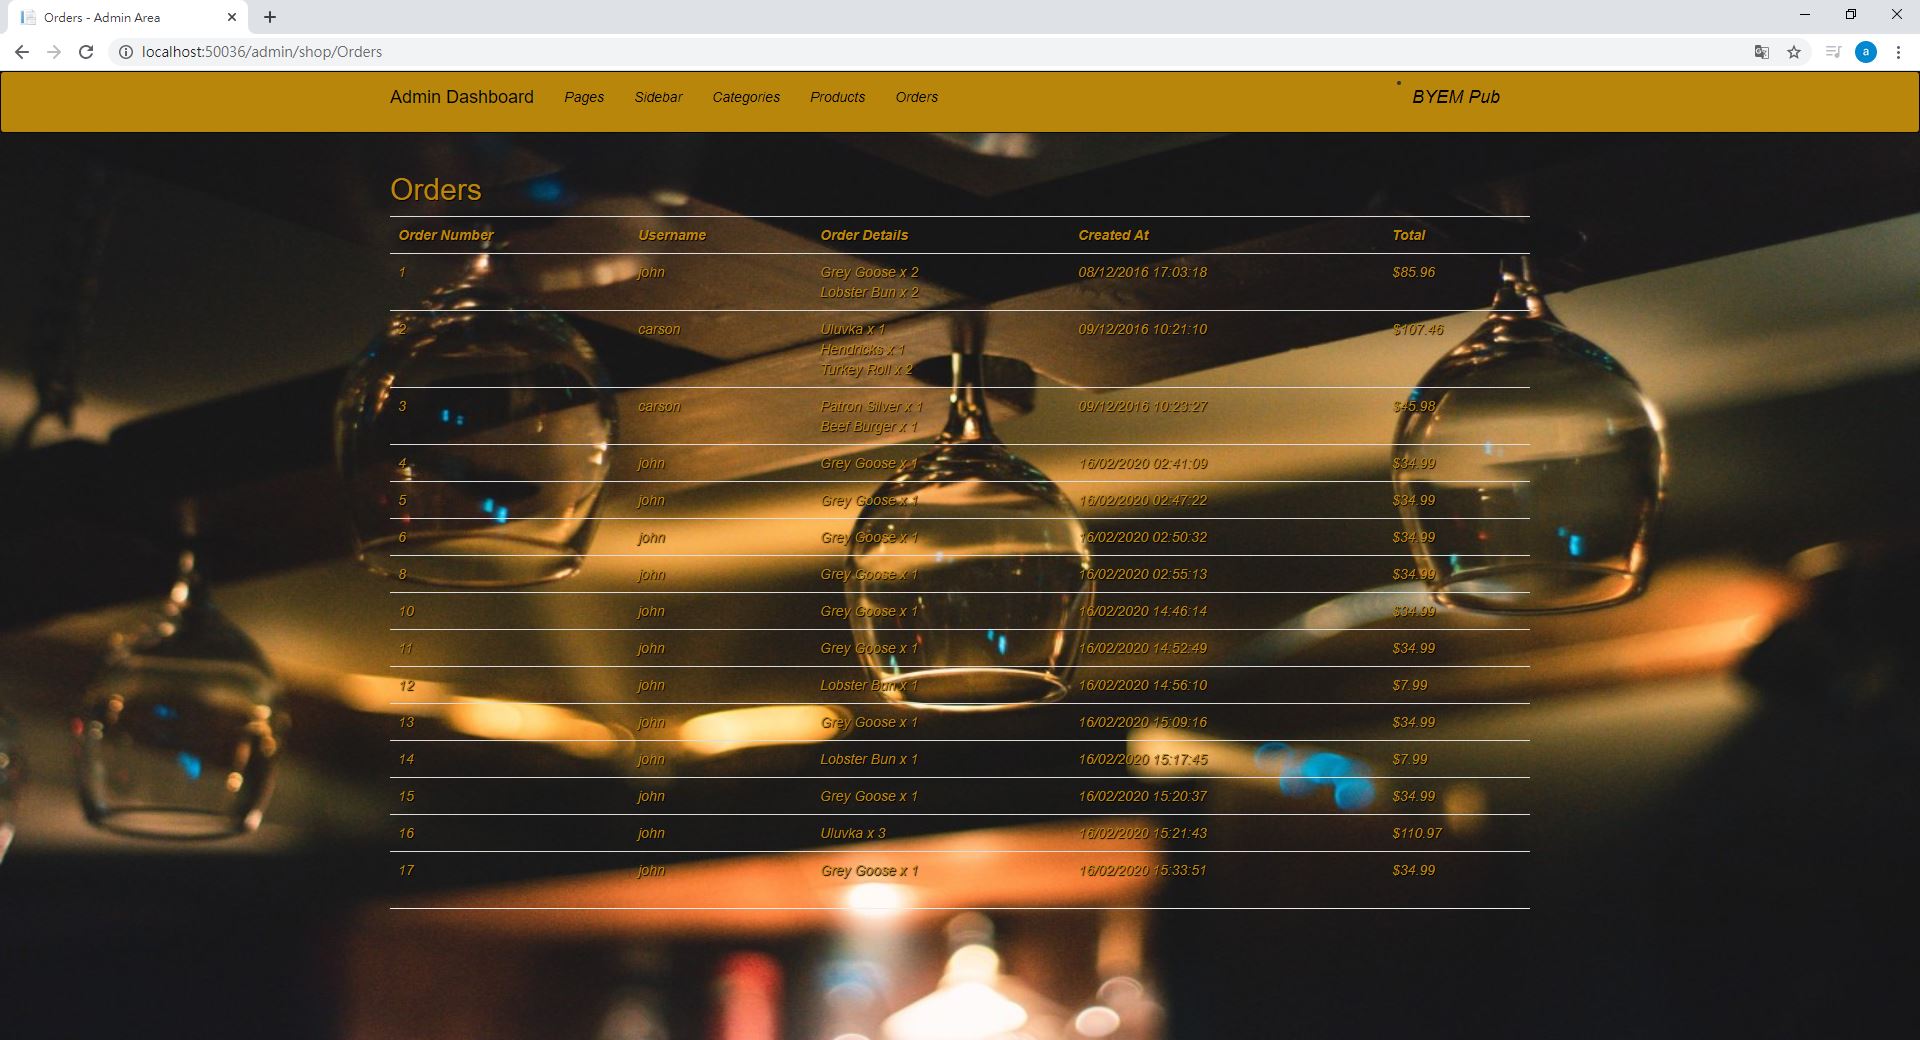 Orders - Admin Area
localhost:50036/admin/shop/Orders
a
Admin Dashboard Pages Sidebar Categories Products Orders BYEM Pub
Orders
Order Number Username Order Details Created At Total
1 john Grey Goose x 2 08/12/2016 17:03:18 $85.96
Lobster Bun x 2
2 carson Uluvka x 1 09/12/2016 10:21:10 $107.46
Hendricks x 1
Turkey Roll x 2
3 carson Patron Silver x 1 09/12/2016 10:23:27 $45.98
Beef Burger x 1
4 john Grey Goose x 1 16/02/2020 02:41:09 $34.99
5 john Grey Goose x 1 16/02/2020 02:47:22 $34.99
6 john Grey Goose x 1 16/02/2020 02:50:32 $34.99
8 john Grey Goose x 1 16/02/2020 02:55:13 $34.99
10 john Grey Goose x 1 16/02/2020 14:46:14 $34.99
11 john Grey Goose x 1 16/02/2020 14:52:49 $34.99
12 john Lobster Bun x 1 16/02/2020 14:56:10 $7.99
13 john Grey Goose x 1 16/02/2020 15:09:16 $34.99
14 john Lobster Bun x 1 16/02/2020 15:17:45 $7.99
15 john Grey Goose x 1 16/02/2020 15:20:37 $34.99
16 john Uluvka x 3 16/02/2020 15:21:43 $110.97
17 john Grey Goose x 1 16/02/2020 15:33:51 $34.99